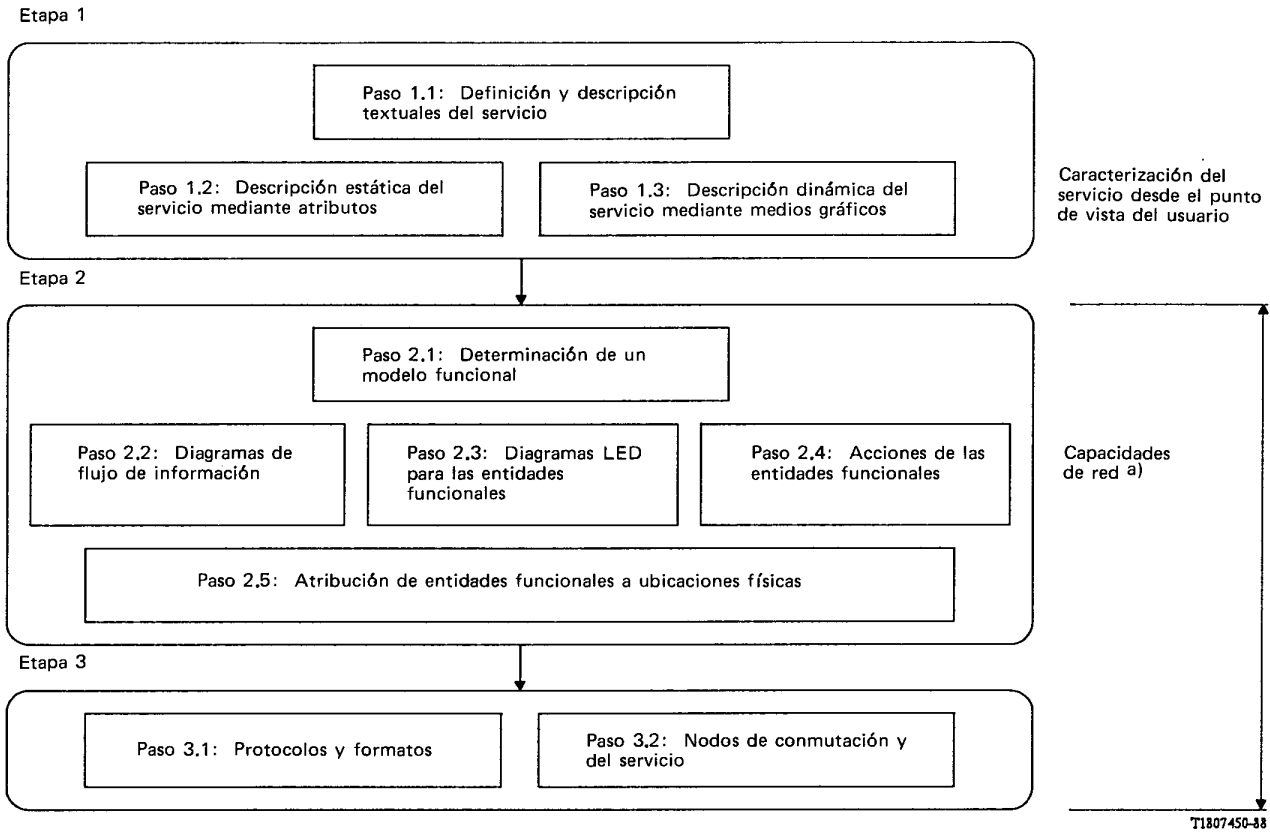 Etapa 1
Paso 1.1: Definición y descripción
textuales del servicio
Paso 1.2: Descripción estática del
servicio mediante atributos
Paso 1.3: Descripción dinámica del
servicio mediante medios gráficos
Caracterización del
servicio desde el punto
de vista del usuario
Etapa 2
Paso 2.1: Determinación de un
modelo funcional
Paso 2.2: Diagramas de
flujo de información
Paso 2.3: Diagramas LED
para las entidades
funcionales
Paso 2.4: Acciones de las
entidades funcionales
Capacidades
de red a)
Paso 2.5: Atribución de entidades funcionales a ubicaciones físicas
Etapa 3
Paso 3.1: Protocolos y formatos
Paso 3.2: Nodos de conmutación y
del servicio
T1807450-88